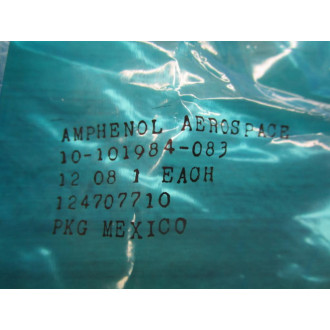 AMPHENOL AEROSPACE
10-101984-083
12 08 1 EACH
124707710
PKG MEXICO